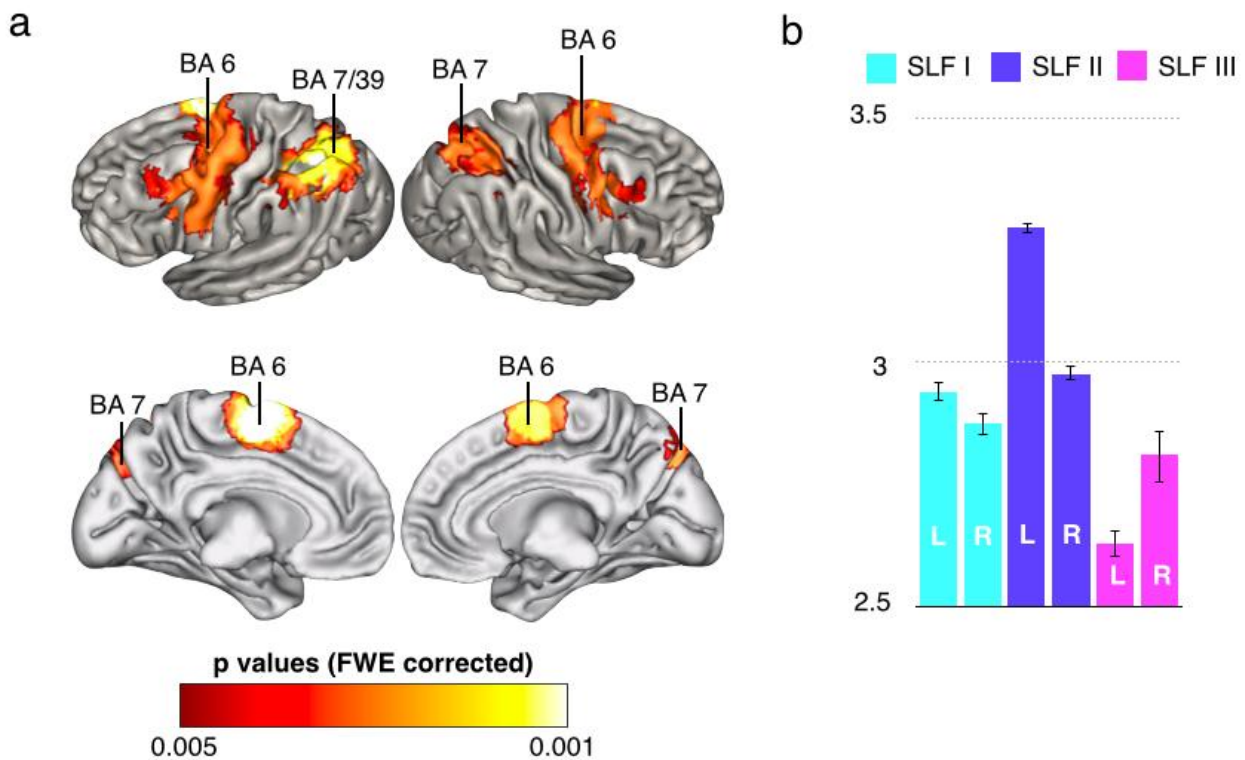 a
BA 6
BA 7/39
BA 7
BA 6
BA 7
BA 6
BA 6
BA 7
p values (FWE corrected)
0.005
0.001
b
SLF I
SLF II
SLF III
3.5
3
2.5
L
R
L
R
L
R